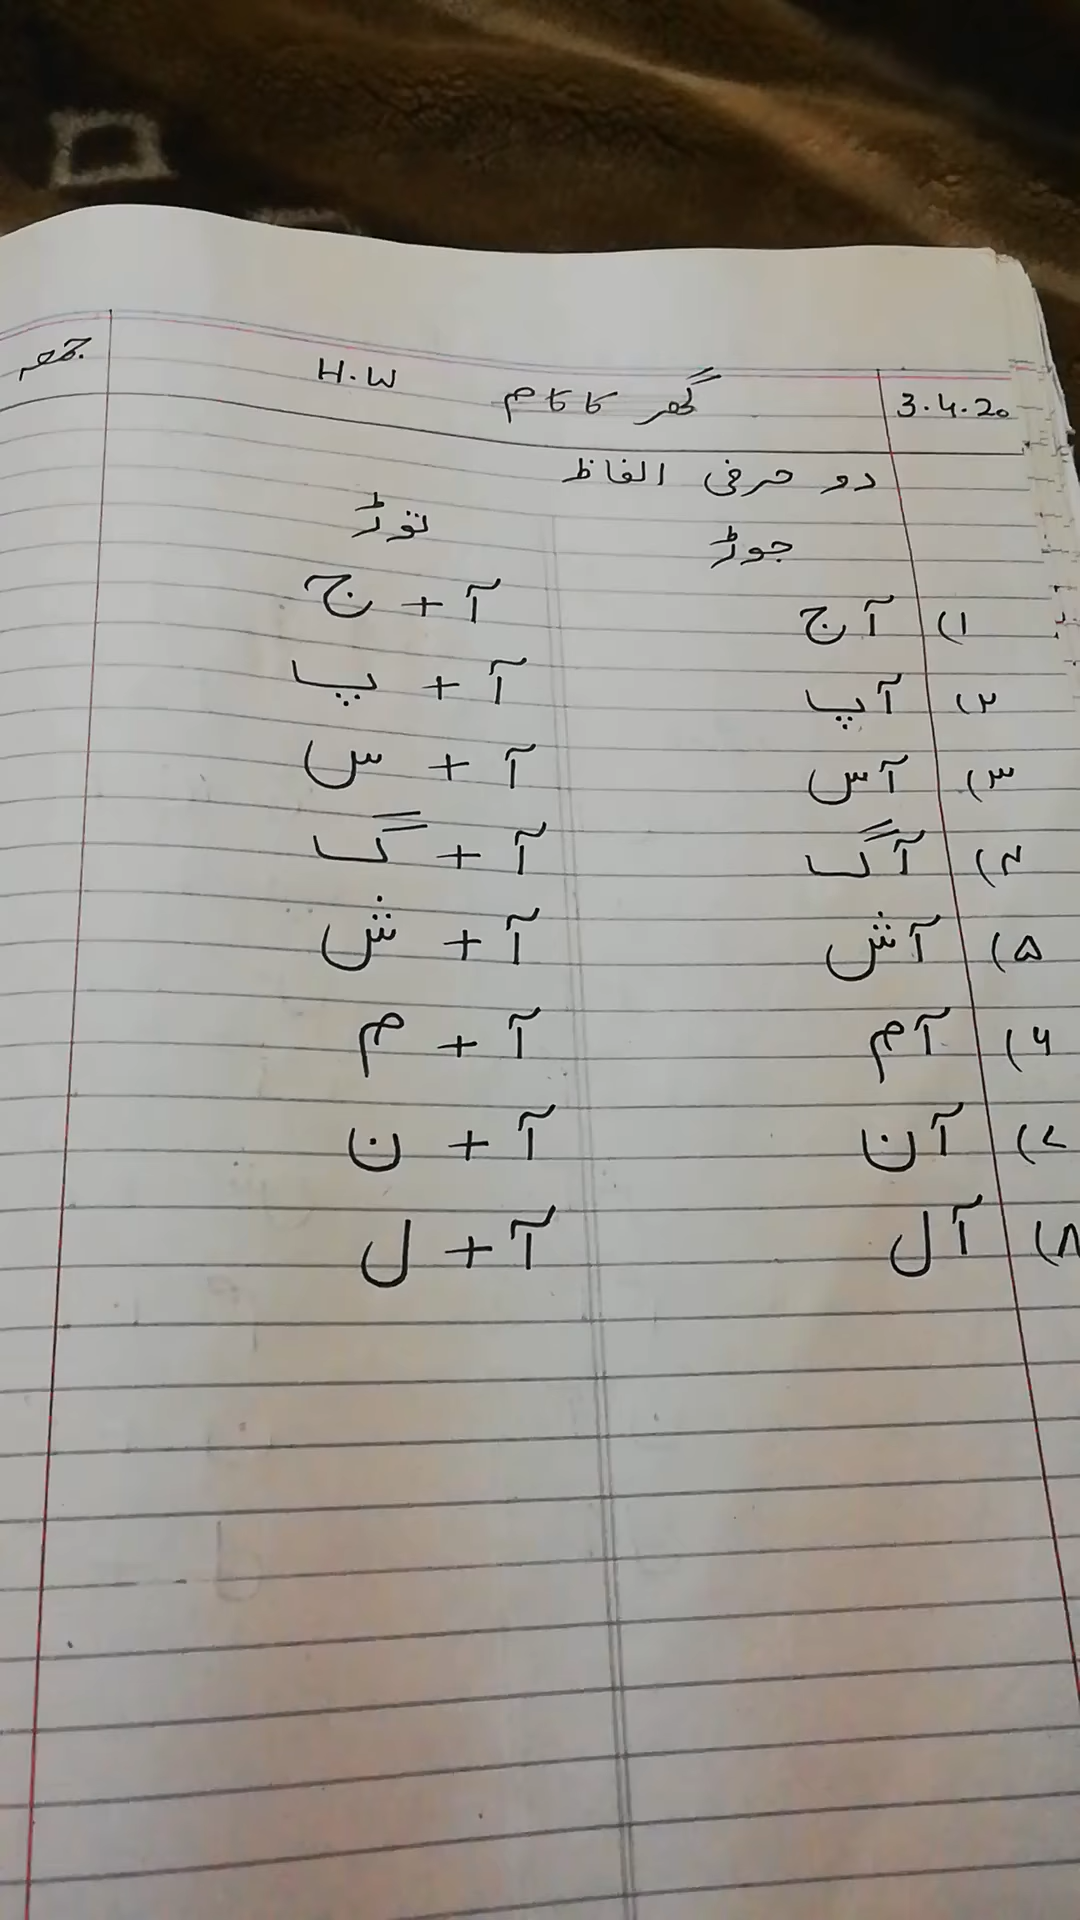 3.4.20 گھر کا کام H.W جمعہ
دو حرفی الفاظ
جوڑ توڑ
۱) آج آ + ج
۲) آپ آ + پ
۳) آس آ + س
۴) آگ آ + گ
۵) آش آ + ش
۶) آم آ + م
۷) آن آ + ن
۸) آل آ + ل